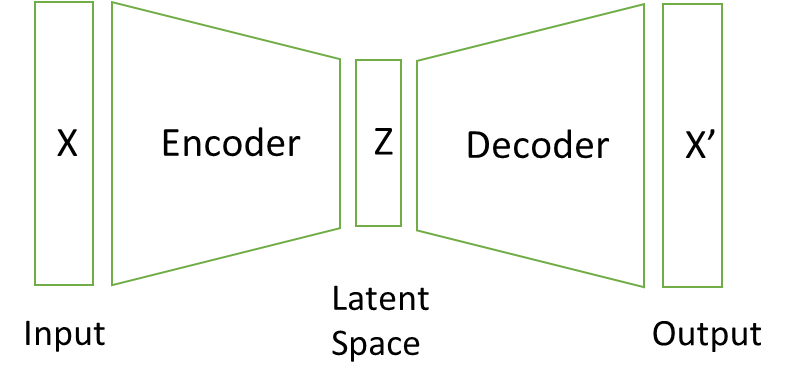 X
Encoder
Z
Decoder
X’
Input
Latent
Space
Output